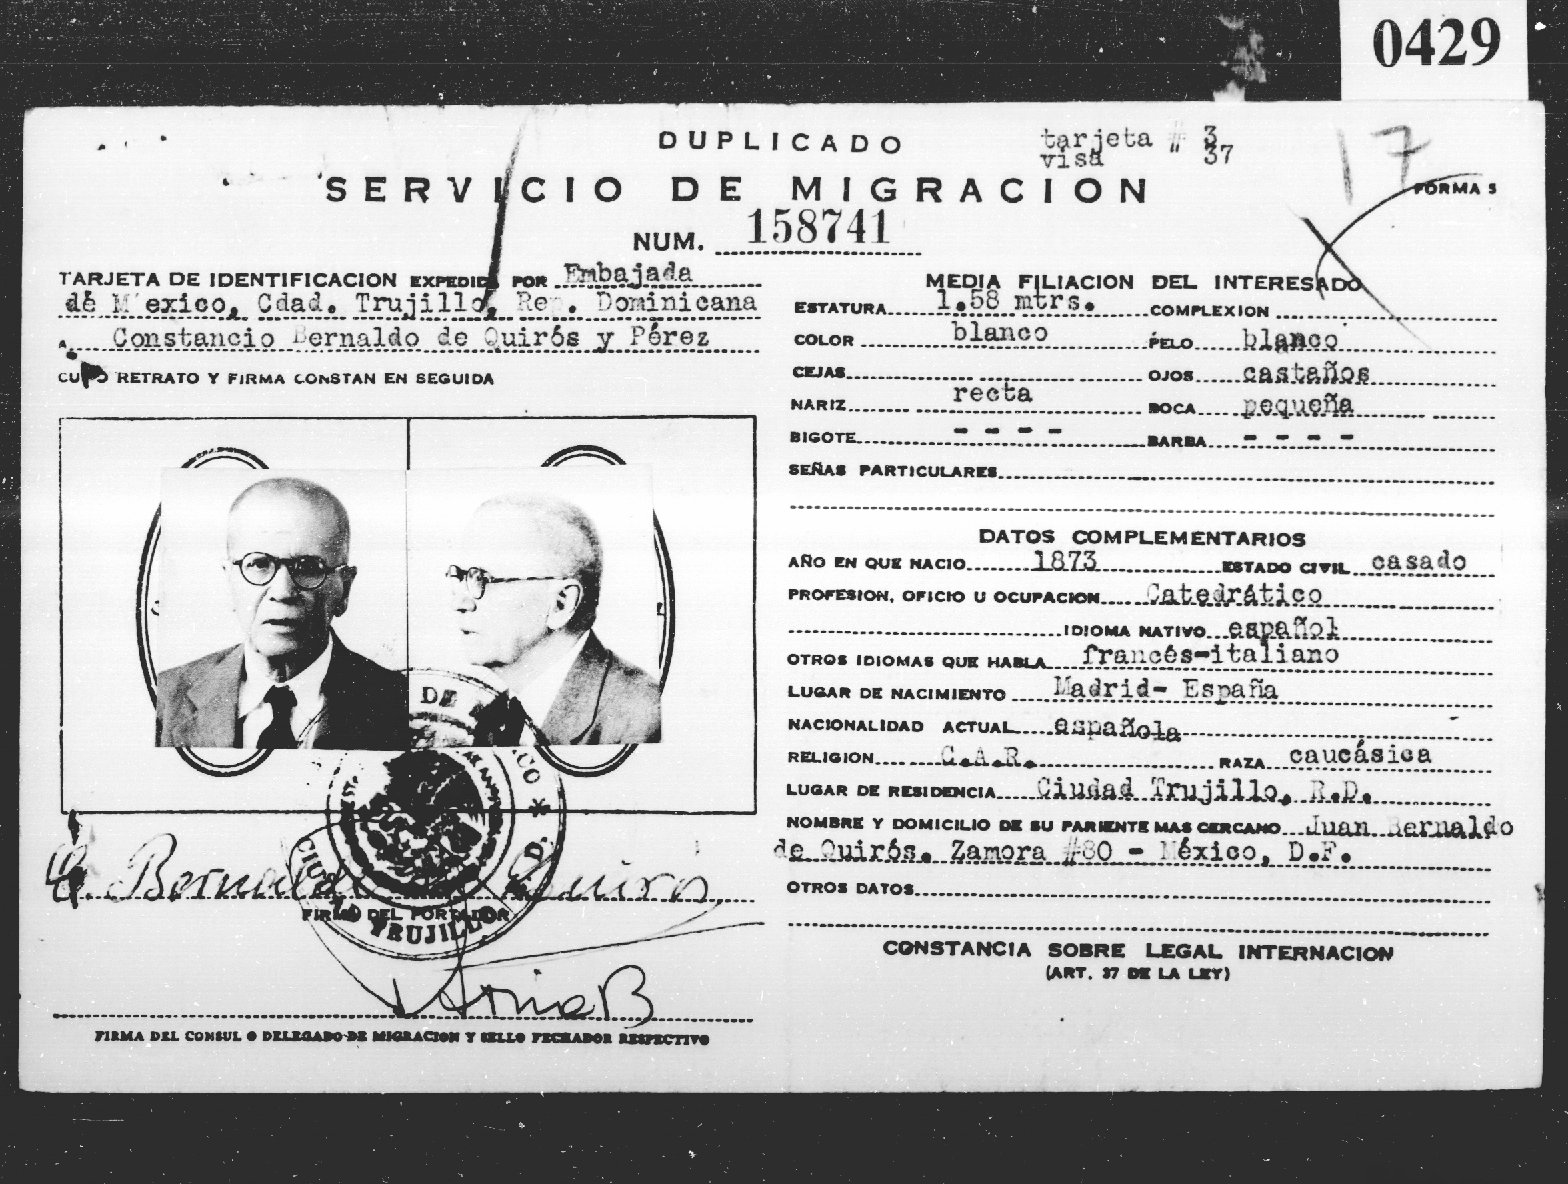 0429
DUPLICADO
tarjeta # 3
visa " 37
17
SERVICIO DE MIGRACION
FORMA 5
NUM. 158741
TARJETA DE IDENTIFICACION EXPEDIDA POR Embajada
de México, Cdad. Trujillo, Rep. Dominicana
A Constancio Bernaldo de Quirós y Pérez
CUYO RETRATO Y FIRMA CONSTAN EN SEGUIDA
C. Bernaldo de Quirós
FIRMA DEL PORTADOR
FIRMA DEL CONSUL O DELEGADO DE MIGRACION Y SELLO FECHADOR RESPECTIVO
MEDIA FILIACION DEL INTERESADO
ESTATURA 1.58 mtrs. COMPLEXION
COLOR blanco PELO blanco
CEJAS OJOS castaños
NARIZ recta BOCA pequeña
BIGOTE - - - - BARBA - - - -
SEÑAS PARTICULARES
DATOS COMPLEMENTARIOS
AÑO EN QUE NACIO 1873 ESTADO CIVIL casado
PROFESION, OFICIO U OCUPACION Catedrático
IDIOMA NATIVO español
OTROS IDIOMAS QUE HABLA francés-italiano
LUGAR DE NACIMIENTO Madrid- España
NACIONALIDAD ACTUAL española
RELIGION C.A.R. RAZA caucásica
LUGAR DE RESIDENCIA Ciudad Trujillo, R.D.
NOMBRE Y DOMICILIO DE SU PARIENTE MAS CERCANO Juan Bernaldo
de Quirós. Zamora #80 - México, D.F.
OTROS DATOS
CONSTANCIA SOBRE LEGAL INTERNACION
(ART. 37 DE LA LEY)